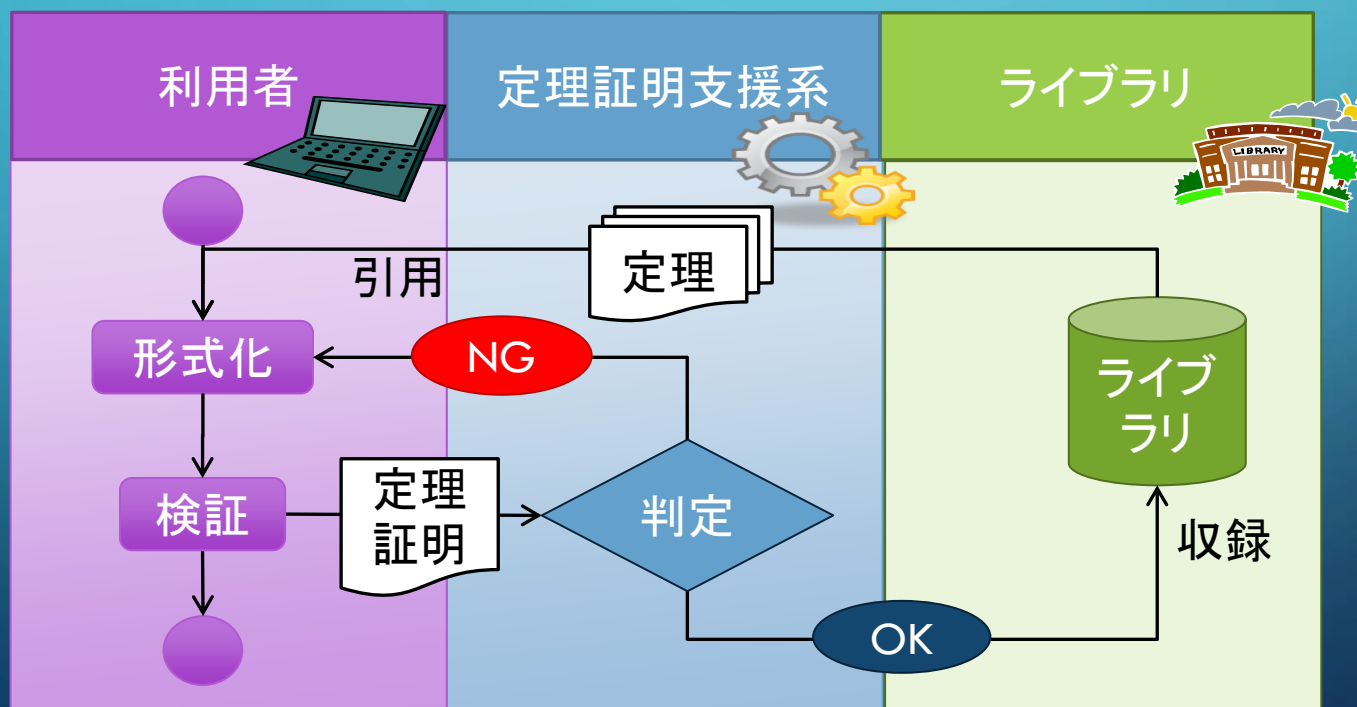 利用者
定理証明支援系
ライブラリ
LIBRARY
引用
定理
形式化
NG
ライブ
ラリ
検証
定理
証明
判定
収録
OK